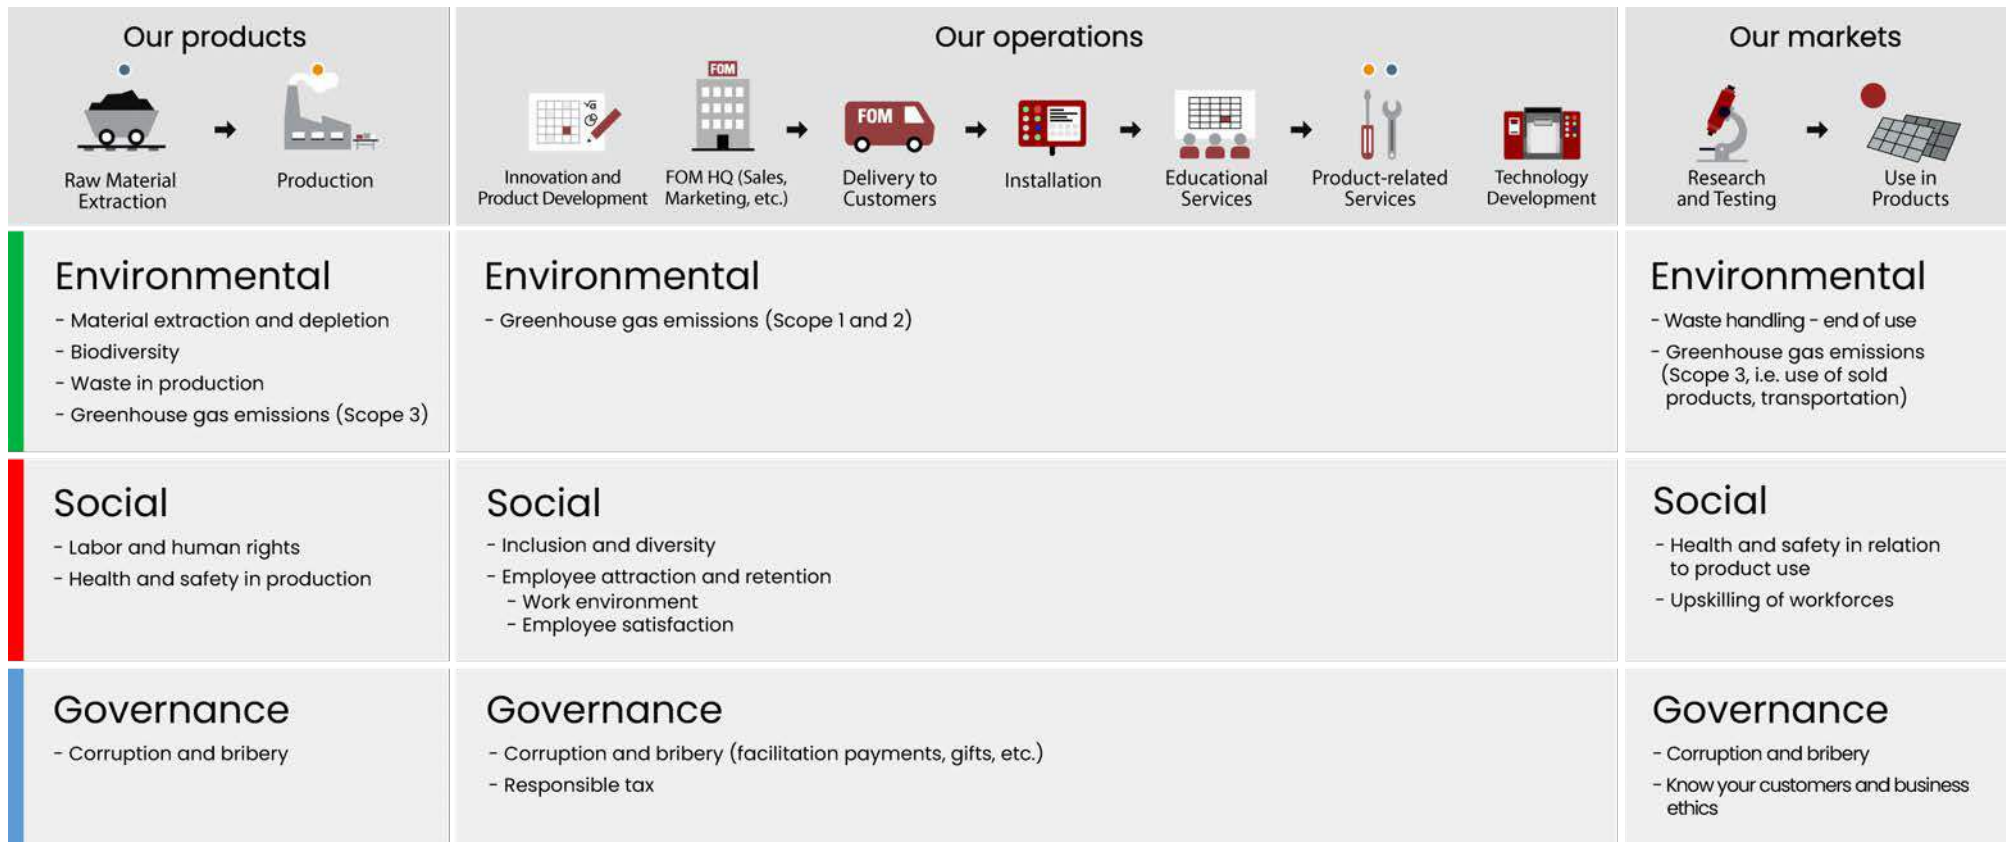 Our products
Raw Material
Extraction
Production
Our operations
Innovation and
Product Development
FOM
FOM HQ (Sales,
Marketing, etc.)
FOM
Delivery to
Customers
Installation
Educational
Services
Product-related
Services
Technology
Development
Our markets
Research
and Testing
Use in
Products
Environmental
- Material extraction and depletion
- Biodiversity
- Waste in production
- Greenhouse gas emissions (Scope 3)
Environmental
- Greenhouse gas emissions (Scope 1 and 2)
Environmental
- Waste handling - end of use
- Greenhouse gas emissions
(Scope 3, i.e. use of sold
products, transportation)
Social
- Labor and human rights
- Health and safety in production
Social
- Inclusion and diversity
- Employee attraction and retention
- Work environment
- Employee satisfaction
Social
- Health and safety in relation
to product use
- Upskilling of workforces
Governance
- Corruption and bribery
Governance
- Corruption and bribery (facilitation payments, gifts, etc.)
- Responsible tax
Governance
- Corruption and bribery
- Know your customers and business
ethics